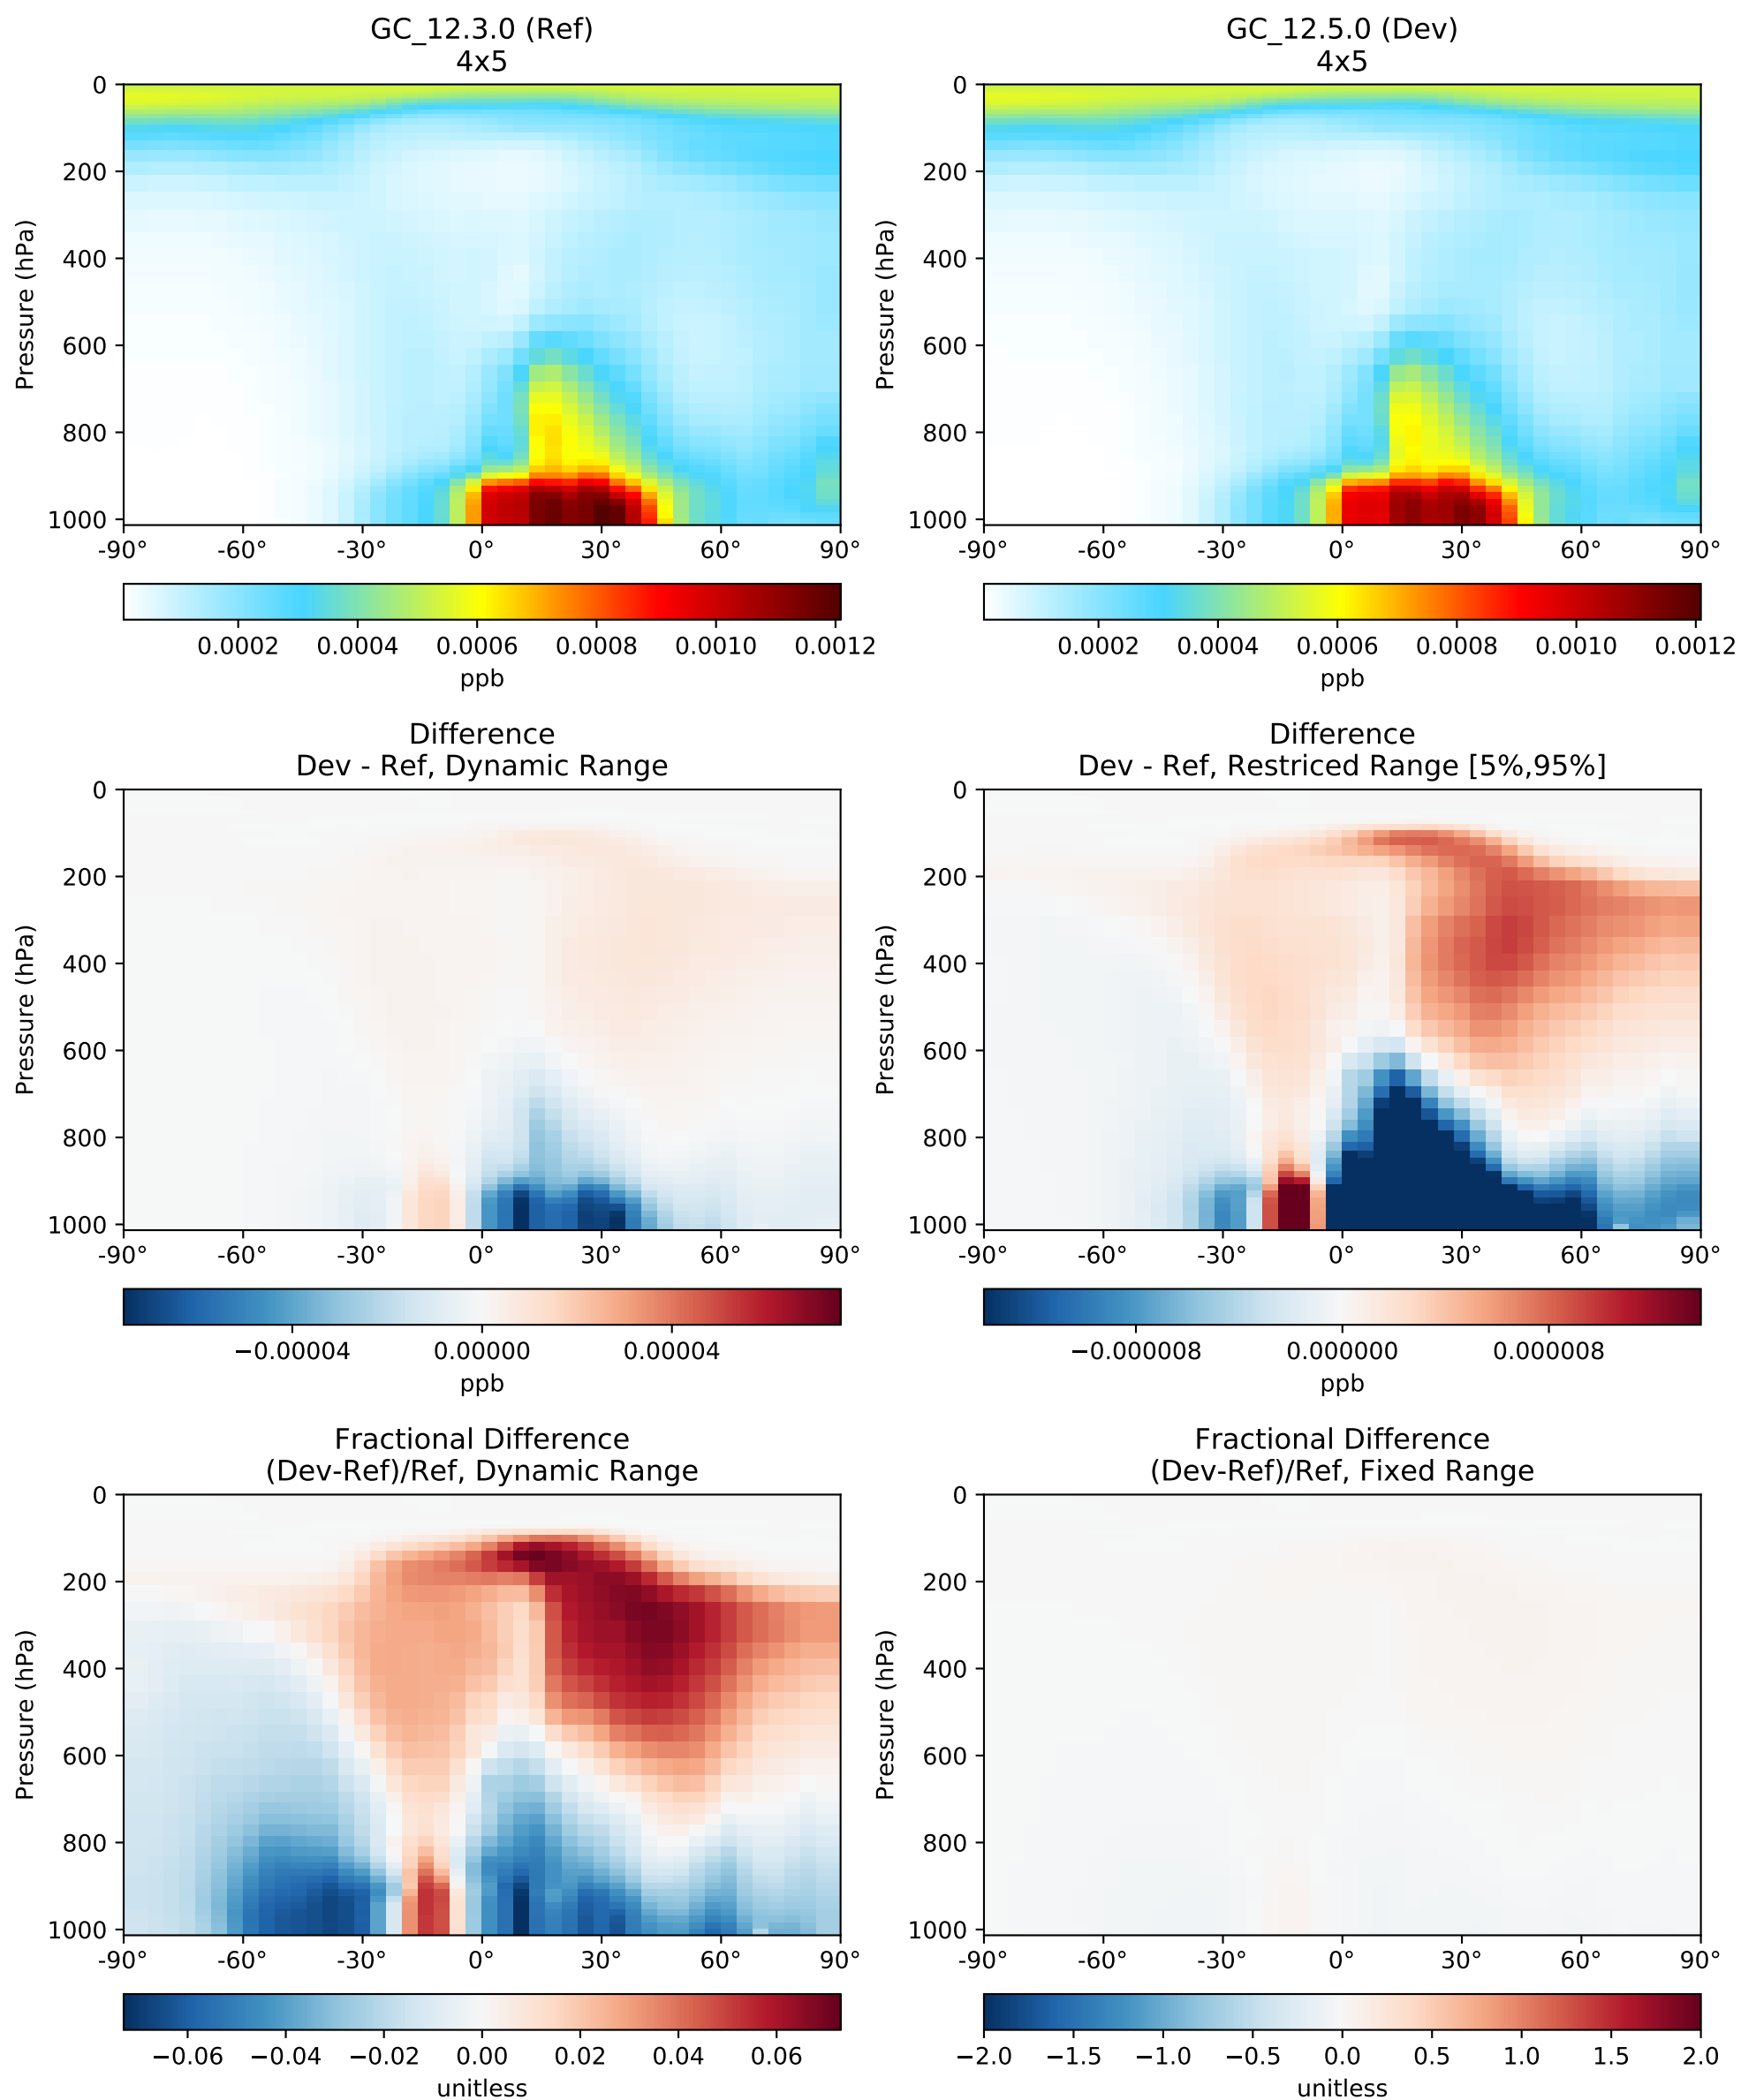 GC_12.3.0 (Ref)
4x5
GC_12.5.0 (Dev)
4x5
Pressure (hPa)
0
200
400
600
800
1000
-90° -60° -30° 0° 30° 60° 90°
0.0002 0.0004 0.0006 0.0008 0.0010 0.0012
ppb
Pressure (hPa)
0
200
400
600
800
1000
-90° -60° -30° 0° 30° 60° 90°
0.0002 0.0004 0.0006 0.0008 0.0010 0.0012
ppb
Difference
Dev - Ref, Dynamic Range
Pressure (hPa)
0
200
400
600
800
1000
-90° -60° -30° 0° 30° 60° 90°
−0.00004 0.00000 0.00004
ppb
Difference
Dev - Ref, Restriced Range [5%,95%]
Pressure (hPa)
0
200
400
600
800
1000
-90° -60° -30° 0° 30° 60° 90°
−0.000008 0.000000 0.000008
ppb
Fractional Difference
(Dev-Ref)/Ref, Dynamic Range
Pressure (hPa)
0
200
400
600
800
1000
-90° -60° -30° 0° 30° 60° 90°
−0.06 −0.04 −0.02 0.00 0.02 0.04 0.06
unitless
Fractional Difference
(Dev-Ref)/Ref, Fixed Range
Pressure (hPa)
0
200
400
600
800
1000
-90° -60° -30° 0° 30° 60° 90°
−2.0 −1.5 −1.0 −0.5 0.0 0.5 1.0 1.5 2.0
unitless